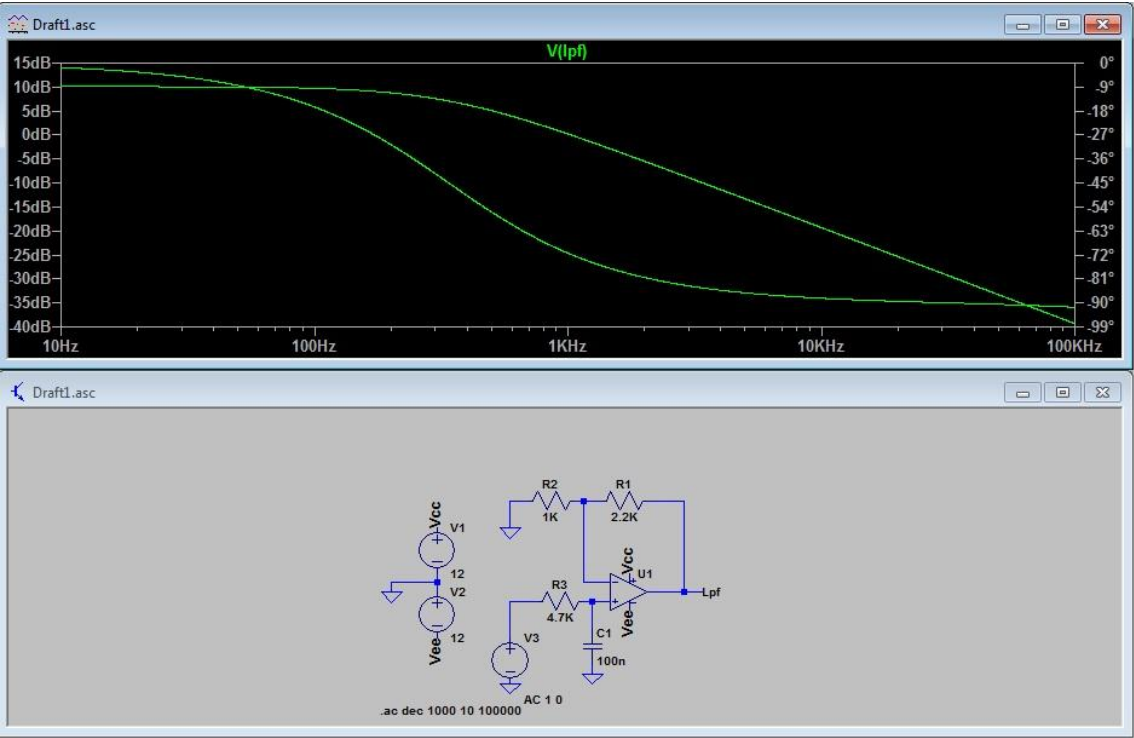 Draft1.asc
V(lpf)
15dB
10dB
5dB
0dB
-5dB
-10dB
-15dB
-20dB
-25dB
-30dB
-35dB
-40dB
0°
-9°
-18°
-27°
-36°
-45°
-54°
-63°
-72°
-81°
-90°
-99°
10Hz 100Hz 1KHz 10KHz 100KHz
Draft1.asc
R2
1K
R1
2.2K
Vcc
V1
12
V2
12
Vee
Vcc
U1
Vee
Lpf
R3
4.7K
C1
100n
V3
AC 1 0
.ac dec 1000 10 100000